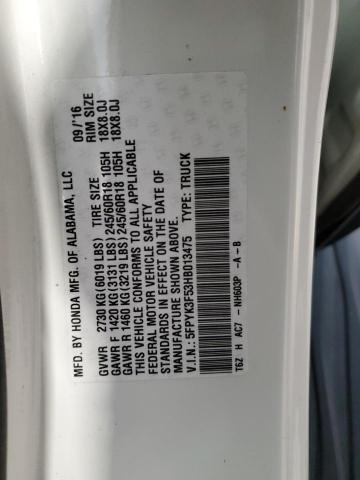 MFD. BY HONDA MFG. OF ALABAMA, LLC 09/'16
TIRE SIZE RIM SIZE
GVWR 2730 KG(6019 LBS)
GAWR F 1420 KG(3131 LBS) 245/60R18 105H 18X8.0J
GAWR R 1460 KG(3219 LBS) 245/60R18 105H 18X8.0J
THIS VEHICLE CONFORMS TO ALL APPLICABLE
FEDERAL MOTOR VEHICLE SAFETY
STANDARDS IN EFFECT ON THE DATE OF
MANUFACTURE SHOWN ABOVE.
V.I.N.: 5FPYK3F53HB013475 TYPE: TRUCK
T6Z H AC7 - NH603P -A - B